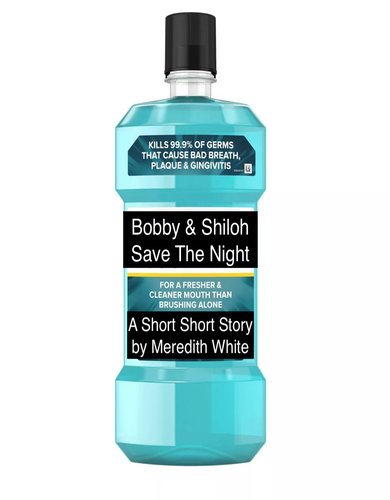 KILLS 99.9% OF GERMS
THAT CAUSE BAD BREATH,
PLAQUE & GINGIVITIS
Bobby & Shiloh
Save The Night
FOR A FRESHER &
CLEANER MOUTH THAN
BRUSHING ALONE
A Short Short Story
by Meredith White